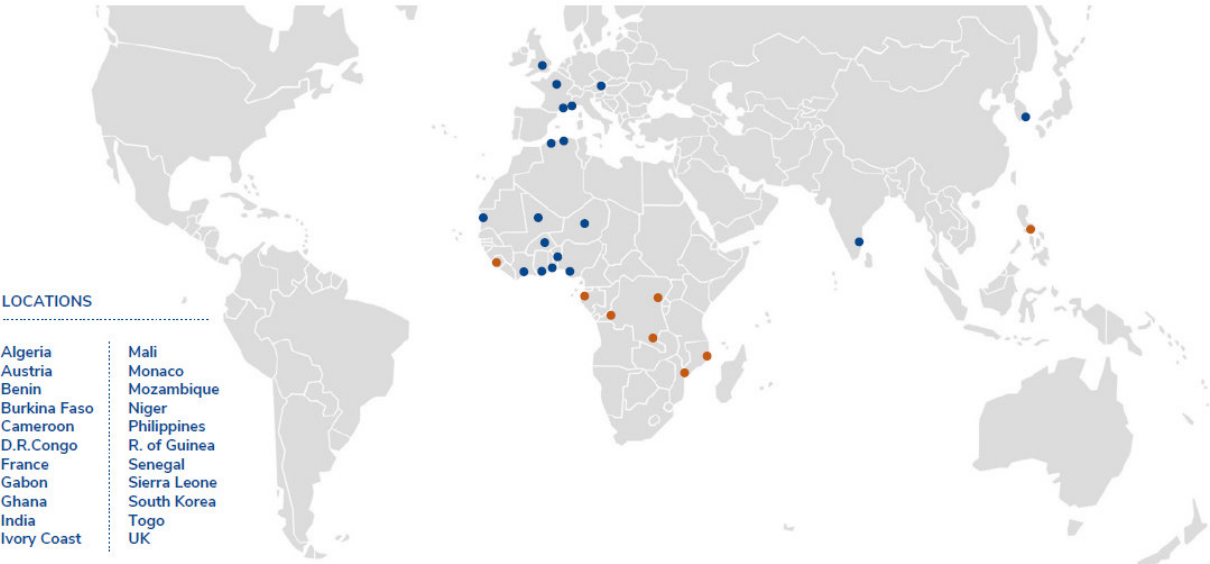 LOCATIONS
Algeria
Austria
Benin
Burkina Faso
Cameroon
D.R.Congo
France
Gabon
Ghana
India
Ivory Coast
Mali
Monaco
Mozambique
Niger
Philippines
R. of Guinea
Senegal
Sierra Leone
South Korea
Togo
UK